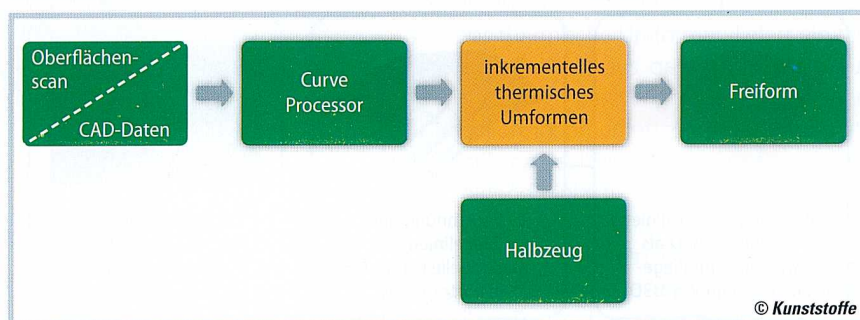 Oberflächen-
scan
CAD-Daten
Curve
Processor
inkrementelles
thermisches
Umformen
Freiform
Halbzeug
© Kunststoffe